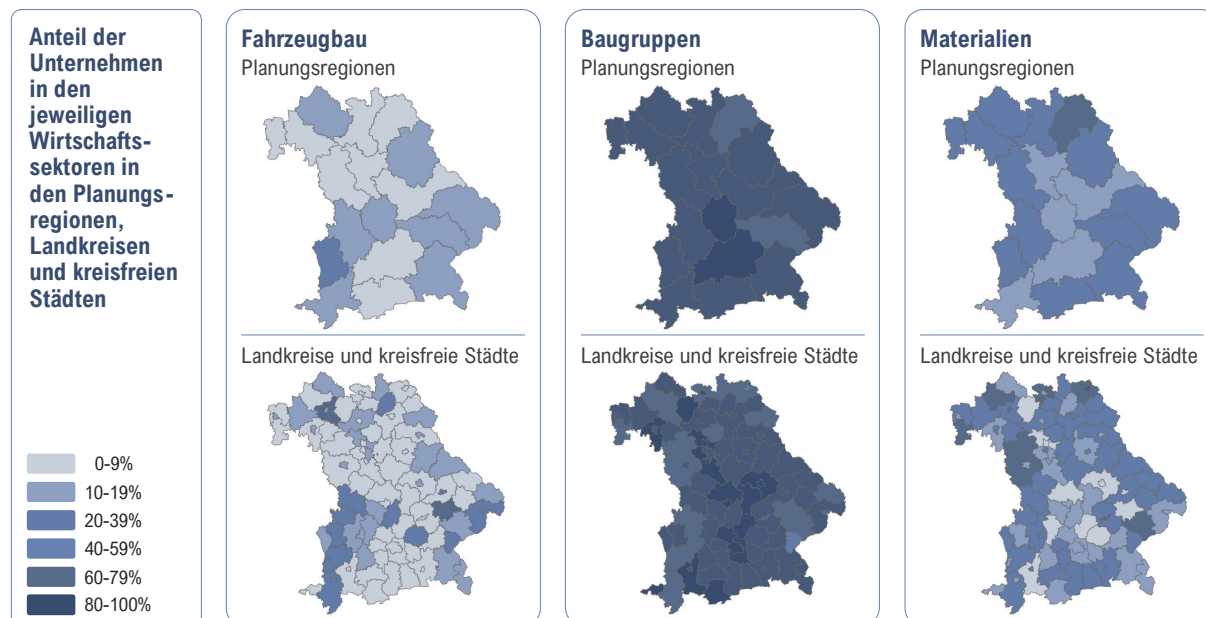 Anteil der
Unternehmen
in den
jeweiligen
Wirtschafts-
sektoren in
den Planungs-
regionen,
Landkreisen
und kreisfreien
Städten
0-9%
10-19%
20-39%
40-59%
60-79%
80-100%
Fahrzeugbau
Planungsregionen
Landkreise und kreisfreie Städte
Baugruppen
Planungsregionen
Landkreise und kreisfreie Städte
Materialien
Planungsregionen
Landkreise und kreisfreie Städte